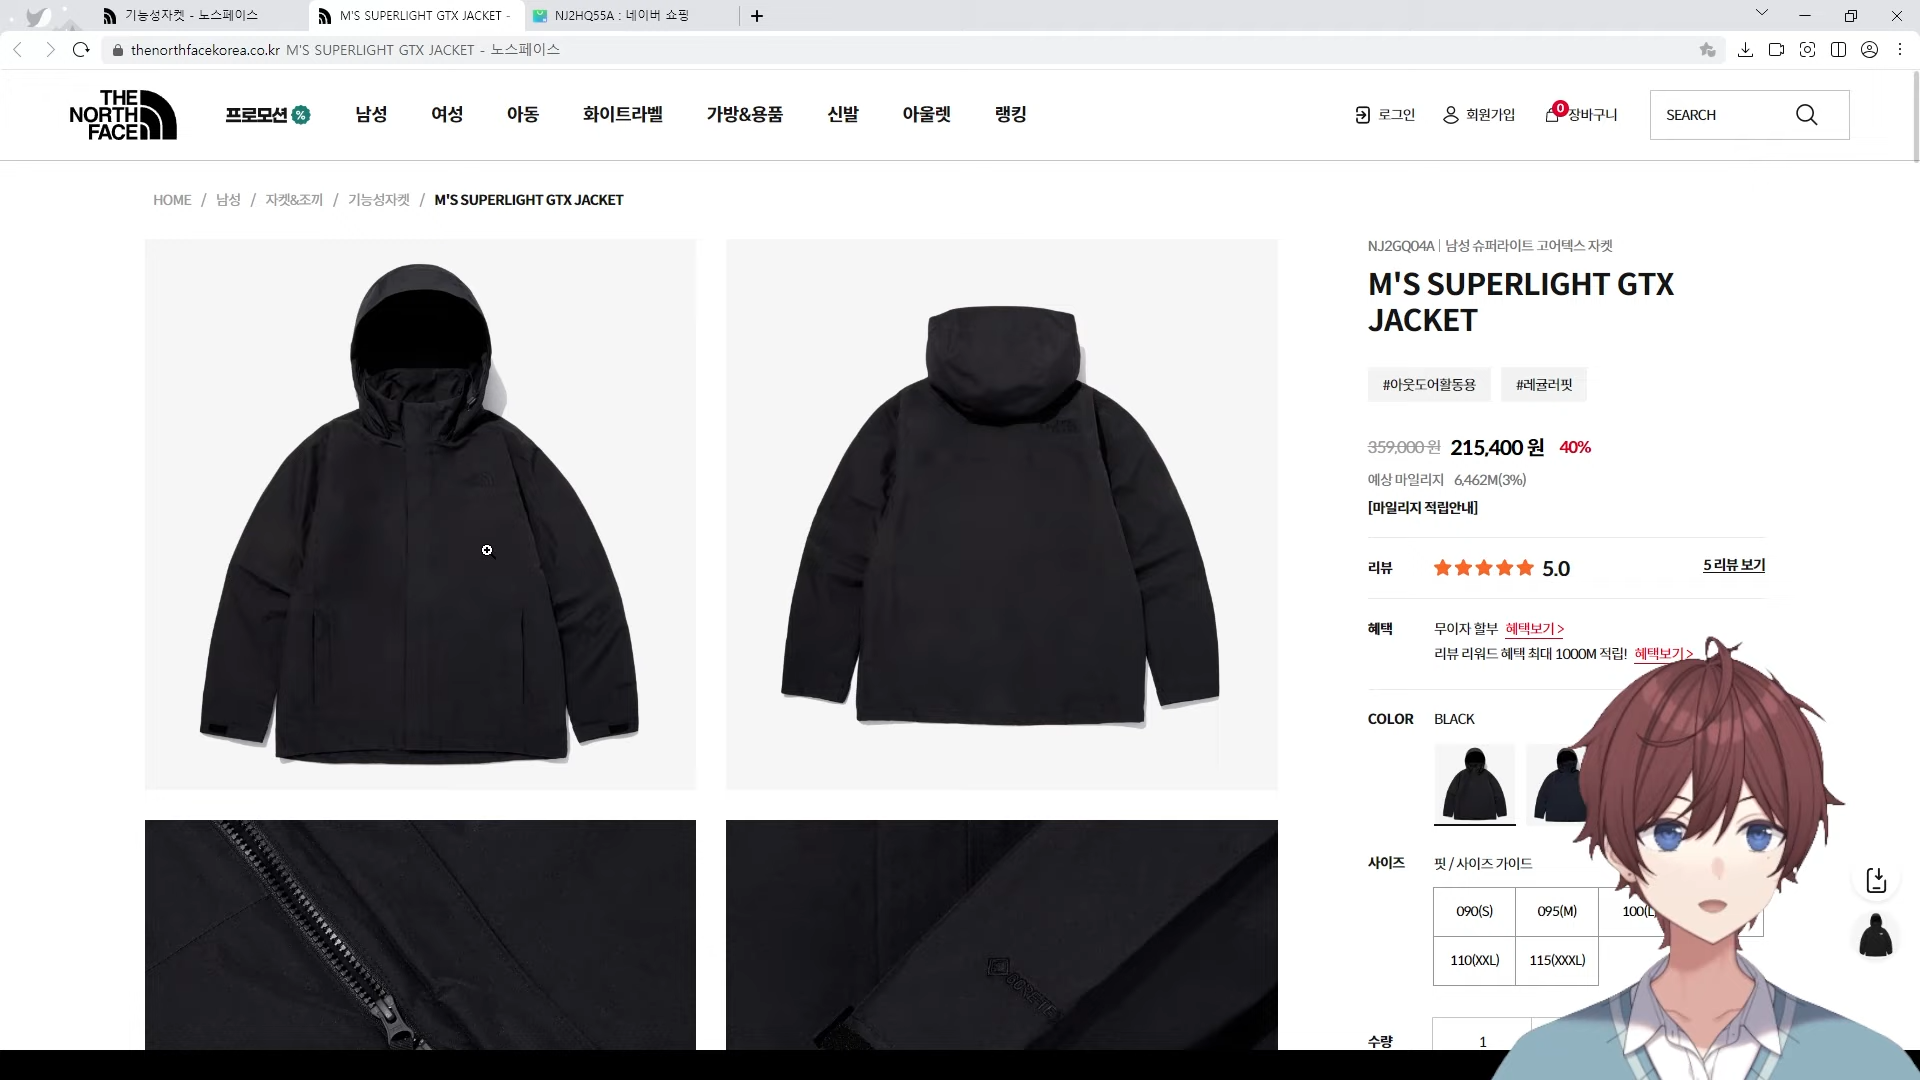 기능성자켓 - 노스페이스
M'S SUPERLIGHT GTX JACKET -
NJ2HQ55A : 네이버 쇼핑
thenorthfacekorea.co.kr M'S SUPERLIGHT GTX JACKET - 노스페이스
THE
NORTH
FACE
프로모션 %
남성
여성
아동
화이트라벨
가방&용품
신발
아울렛
랭킹
로그인
회원가입
0
장바구니
SEARCH
HOME / 남성 / 자켓&조끼 / 기능성자켓 / M'S SUPERLIGHT GTX JACKET
NJ2GQ04A | 남성 슈퍼라이트 고어텍스 자켓
M'S SUPERLIGHT GTX
JACKET
#아웃도어활동용
#레귤러핏
359,000 원 215,400 원 40%
예상 마일리지 6,462M(3%)
[마일리지 적립안내]
리뷰
5.0
5 리뷰 보기
혜택
무이자 할부 혜택보기 >
리뷰 리워드 혜택 최대 1000M 적립! 혜택보기 >
COLOR BLACK
사이즈 핏 / 사이즈 가이드
090(S)
095(M)
100(L
110(XXL)
115(XXXL)
수량
1